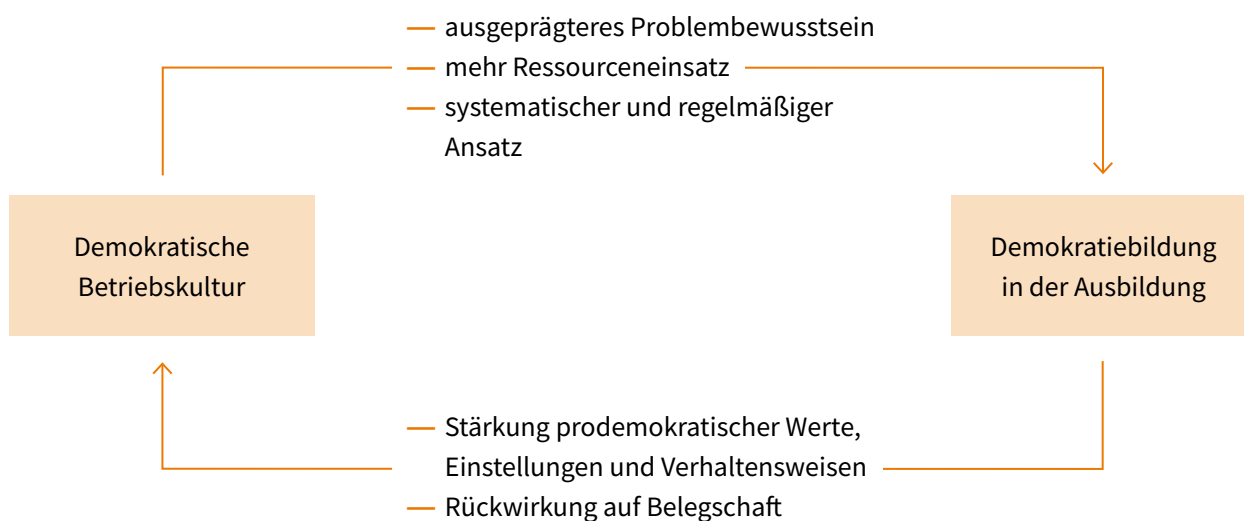 — ausgeprägteres Problembewusstsein
— mehr Ressourceneinsatz
— systematischer und regelmäßiger
Ansatz
Demokratische
Betriebskultur
Demokratiebildung
in der Ausbildung
— Stärkung prodemokratischer Werte,
Einstellungen und Verhaltensweisen
— Rückwirkung auf Belegschaft